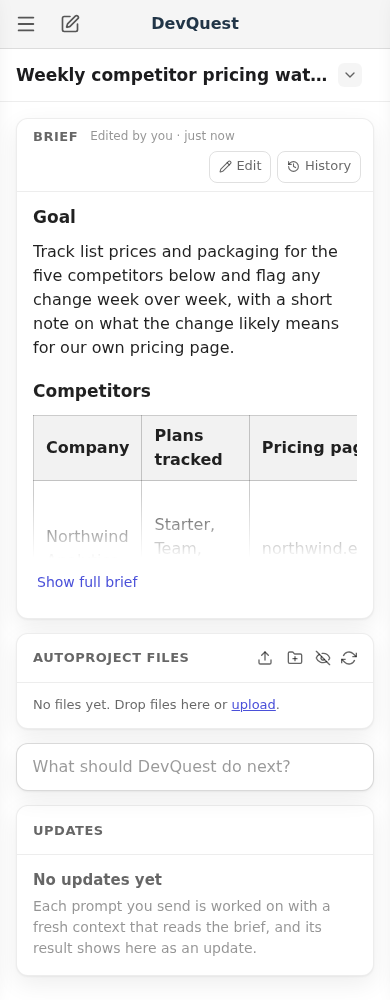 DevQuest
Weekly competitor pricing wat...
BRIEF Edited by you · just now
Edit History
Goal
Track list prices and packaging for the
five competitors below and flag any
change week over week, with a short
note on what the change likely means
for our own pricing page.
Competitors
Company Plans tracked Pricing pag
Northwind Starter, Team, northwind.e
Show full brief
AUTOPROJECT FILES
No files yet. Drop files here or upload.
What should DevQuest do next?
UPDATES
No updates yet
Each prompt you send is worked on with a
fresh context that reads the brief, and its
result shows here as an update.